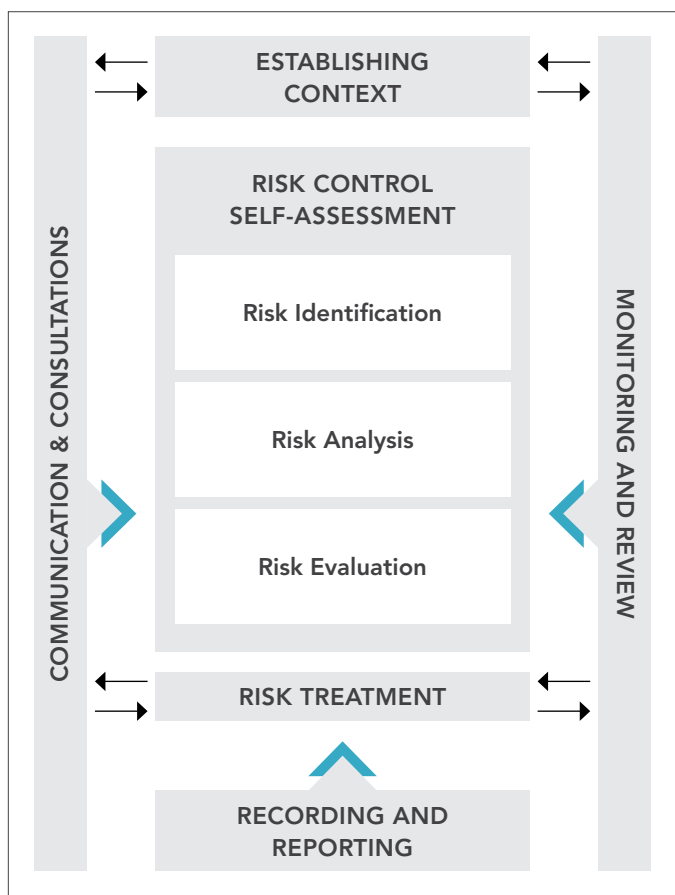 ESTABLISHING
CONTEXT
RISK CONTROL
SELF-ASSESSMENT
Risk Identification
Risk Analysis
Risk Evaluation
RISK TREATMENT
RECORDING AND
REPORTING
COMMUNICATION & CONSULTATIONS
MONITORING AND REVIEW